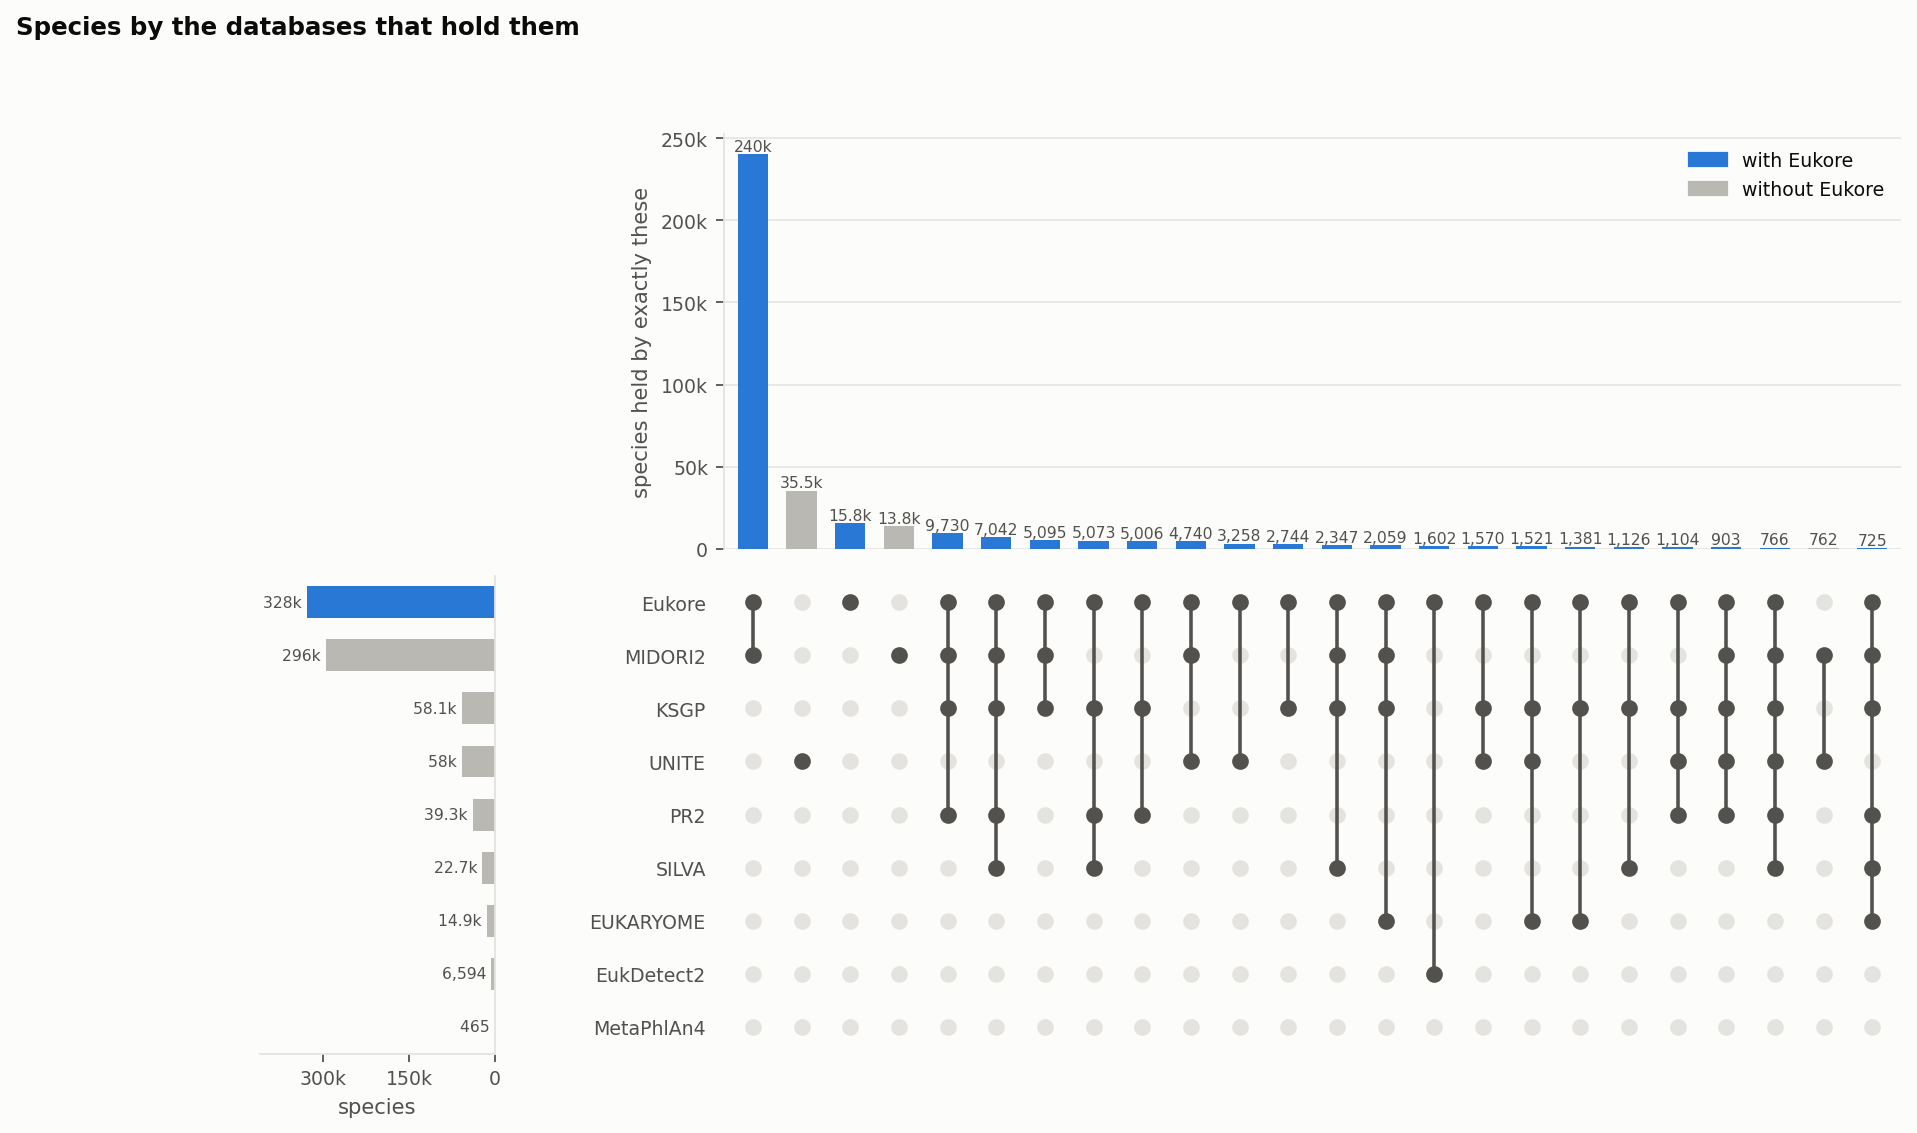 Species by the databases that hold them
250k
200k
150k
100k
50k
0
species held by exactly these
240k
35.5k
15.8k
13.8k
9,730
7,042
5,095
5,073
5,006
4,740
3,258
2,744
2,347
2,059
1,602
1,570
1,521
1,381
1,126
1,104
903
766
762
725
with Eukore
without Eukore
328k
296k
58.1k
58k
39.3k
22.7k
14.9k
6,594
465
300k
150k
0
species
Eukore
MIDORI2
KSGP
UNITE
PR2
SILVA
EUKARYOME
EukDetect2
MetaPhlAn4